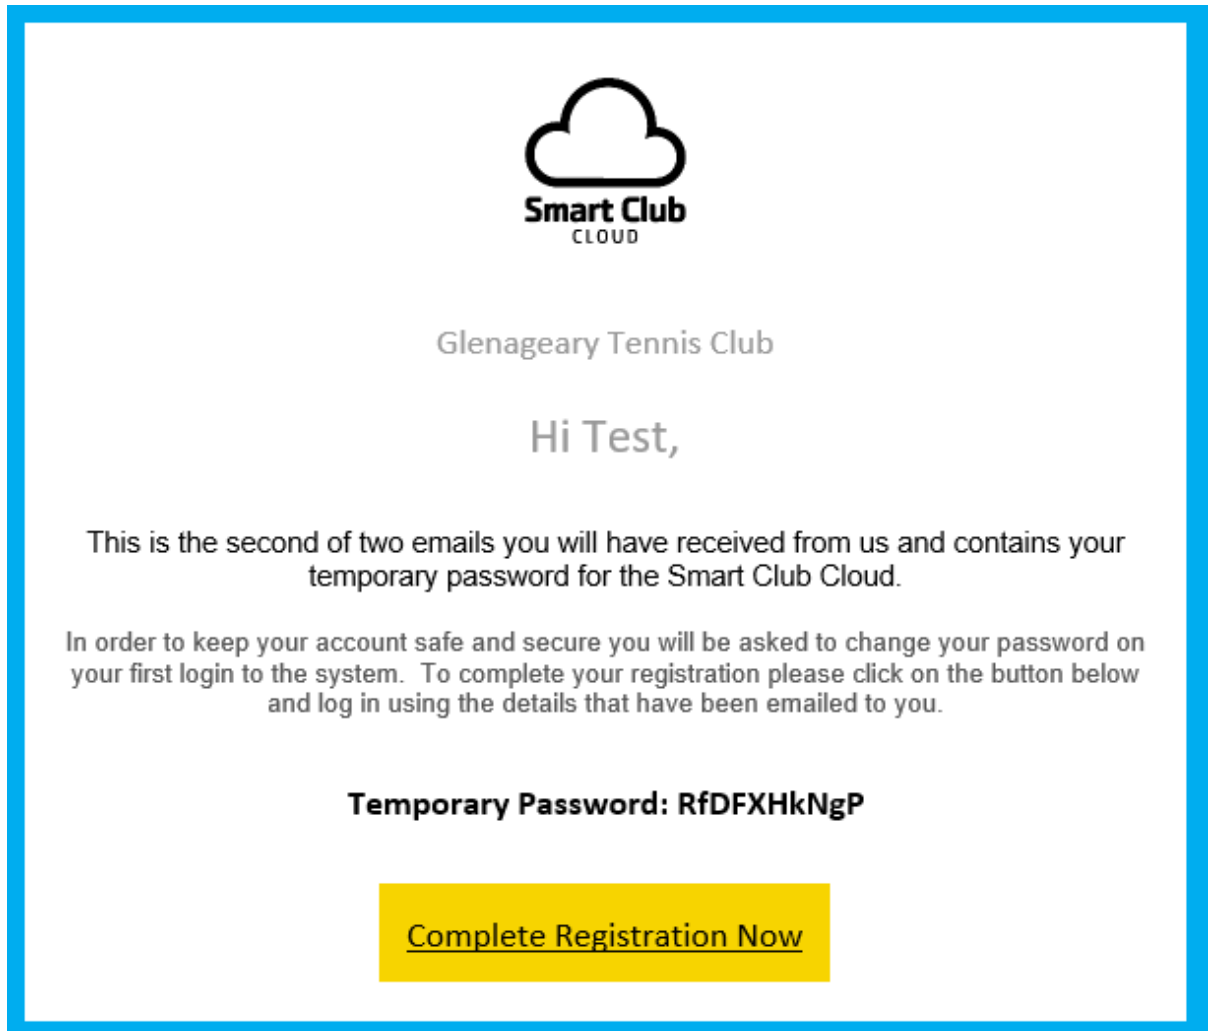 Smart Club
CLOUD
Glenageary Tennis Club
Hi Test,
This is the second of two emails you will have received from us and contains your
temporary password for the Smart Club Cloud.
In order to keep your account safe and secure you will be asked to change your password on
your first login to the system.  To complete your registration please click on the button below
and log in using the details that have been emailed to you.
Temporary Password: RfDFXHkNgP
Complete Registration Now